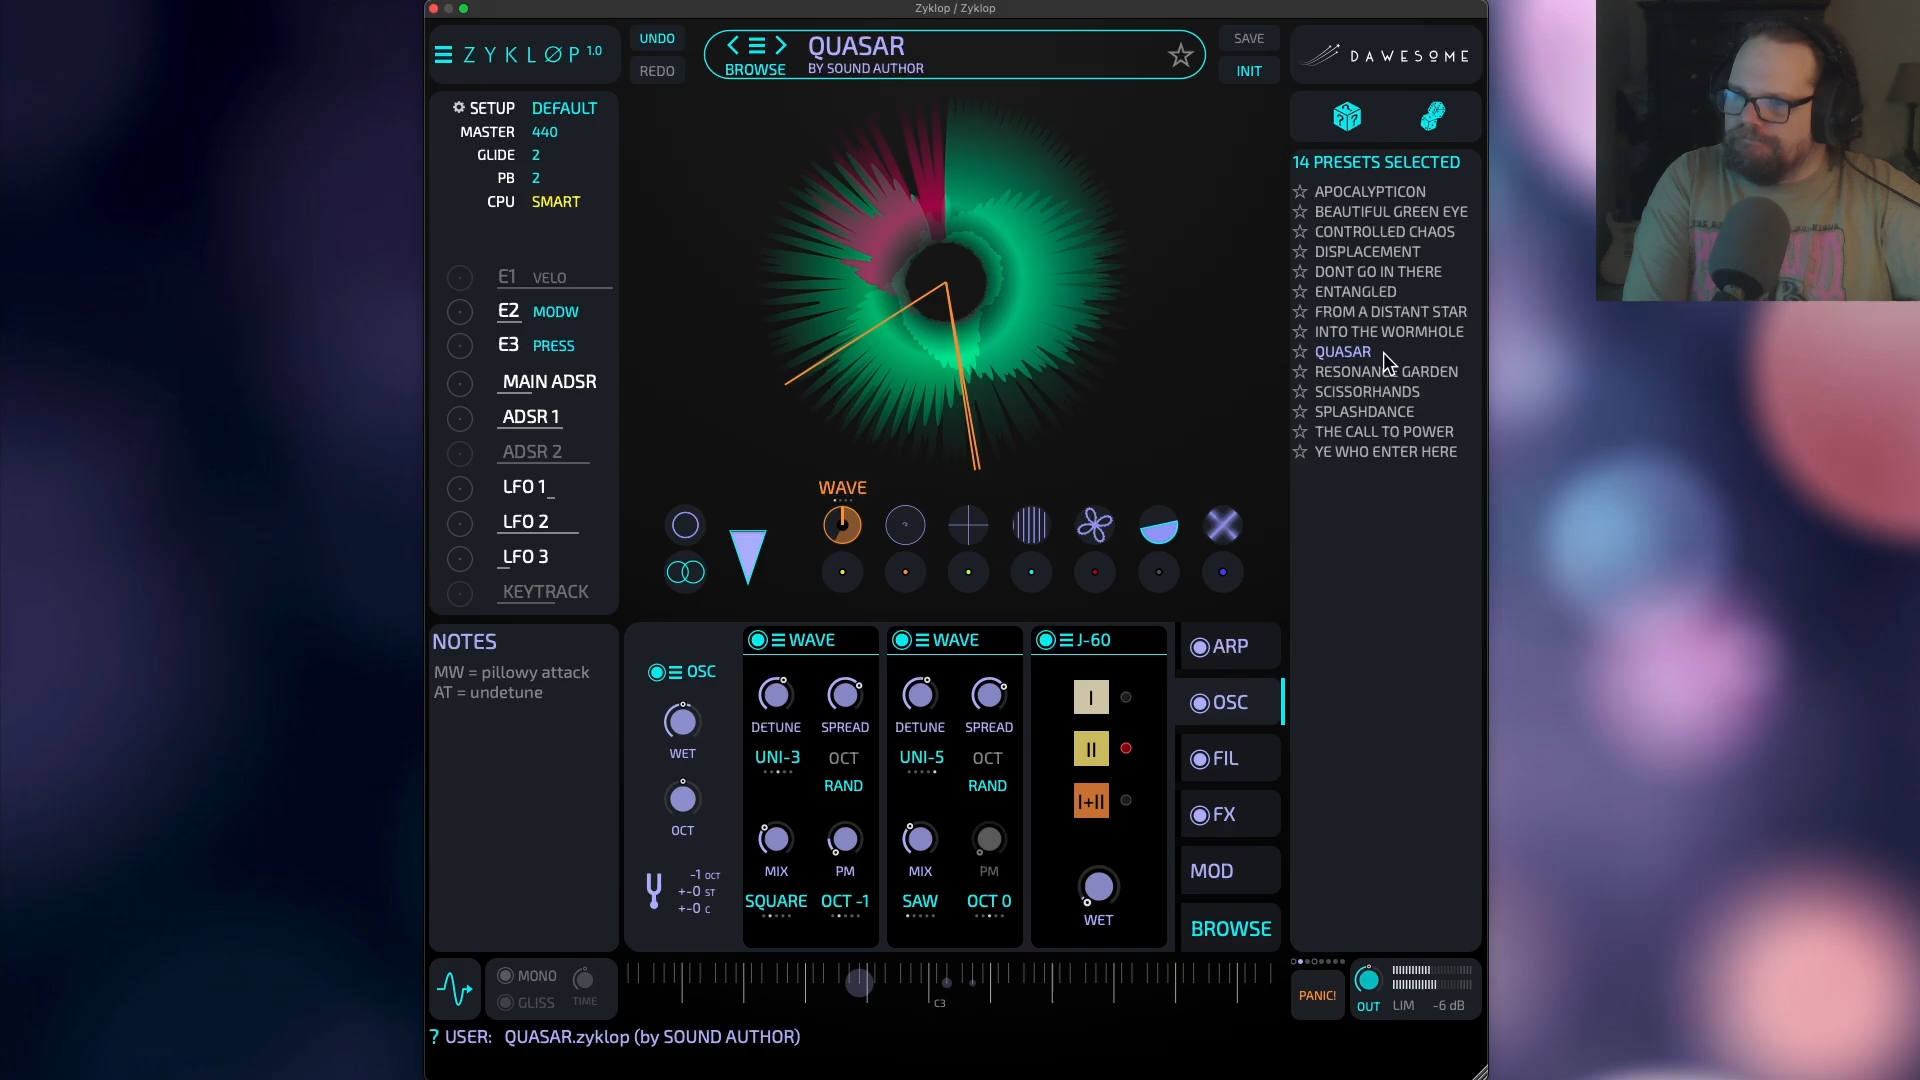 Zyklop / Zyklop
ZYKLØP 1.0
UNDO
REDO
BROWSE
QUASAR
BY SOUND AUTHOR
SAVE
INIT
DAWESOME
SETUP DEFAULT
MASTER 440
GLIDE 2
PB 2
CPU SMART
E1 VELO
E2 MODW
E3 PRESS
MAIN ADSR
ADSR 1
ADSR 2
LFO 1
LFO 2
LFO 3
KEYTRACK
14 PRESETS SELECTED
APOCALYPTICON
BEAUTIFUL GREEN EYE
CONTROLLED CHAOS
DISPLACEMENT
DONT GO IN THERE
ENTANGLED
FROM A DISTANT STAR
INTO THE WORMHOLE
QUASAR
RESONANCE GARDEN
SCISSORHANDS
SPLASHDANCE
THE CALL TO POWER
YE WHO ENTER HERE
WAVE
NOTES
MW = pillowy attack
AT = undetune
OSC
WET
OCT
-1 OCT
+-0 ST
+-0 C
WAVE
DETUNE SPREAD
UNI-3 OCT
RAND
MIX PM
SQUARE OCT -1
WAVE
DETUNE SPREAD
UNI-5 OCT
RAND
MIX PM
SAW OCT 0
J-60
I
II
I+II
WET
ARP
OSC
FIL
FX
MOD
BROWSE
MONO
GLISS
TIME
C3
PANIC!
OUT LIM -6 dB
? USER: QUASAR.zyklop (by SOUND AUTHOR)